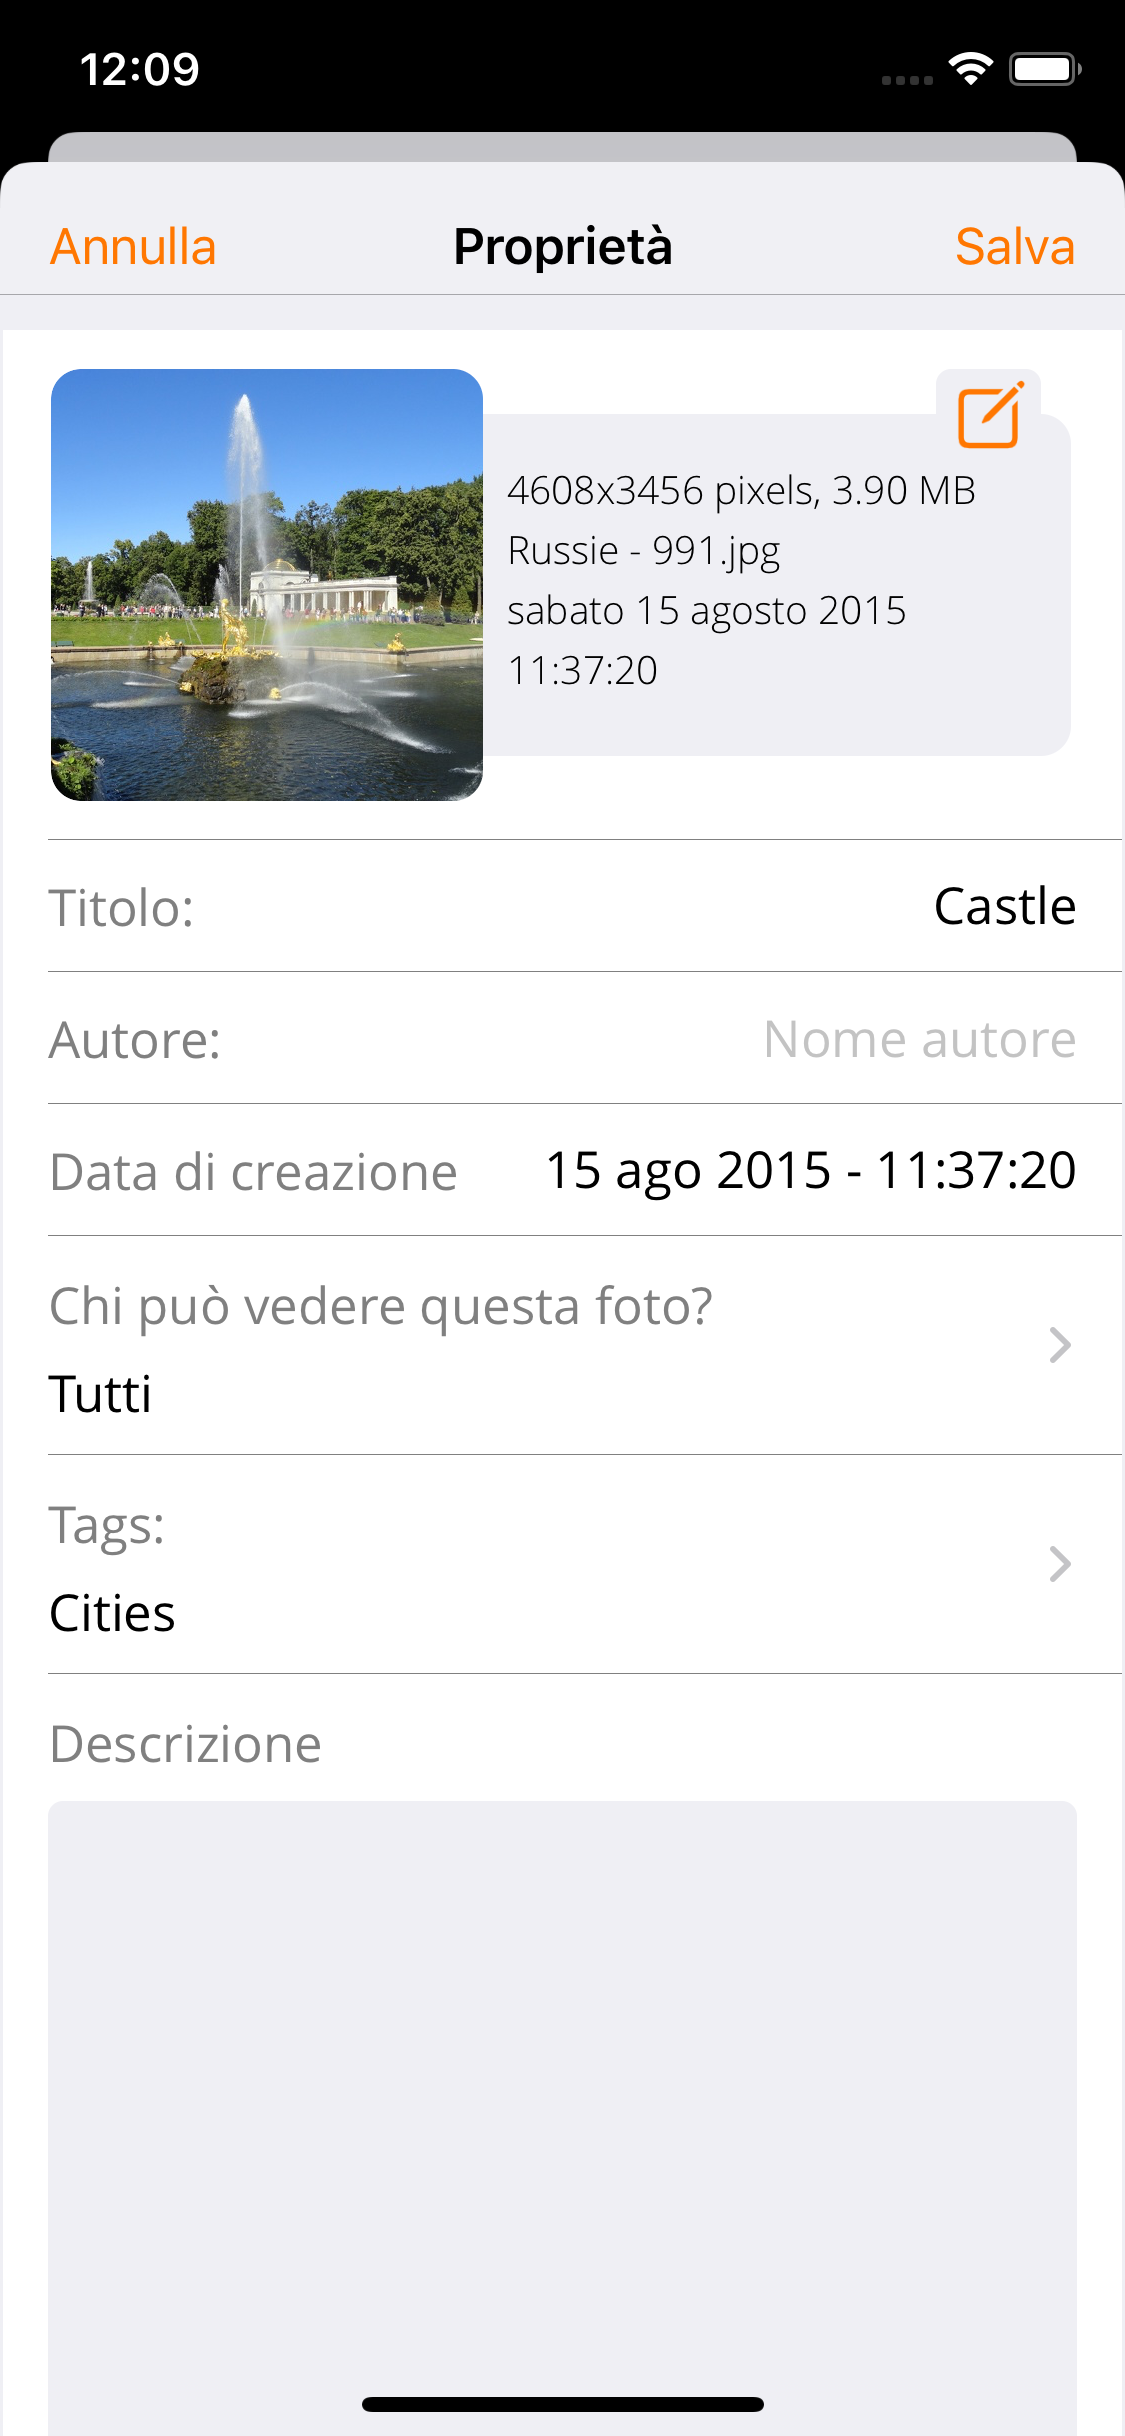 12:09
Annulla
Proprietà
Salva
4608x3456 pixels, 3.90 MB
Russie - 991.jpg
sabato 15 agosto 2015
11:37:20
Titolo:
Castle
Autore:
Nome autore
Data di creazione
15 ago 2015 - 11:37:20
Chi può vedere questa foto?
Tutti
Tags:
Cities
Descrizione